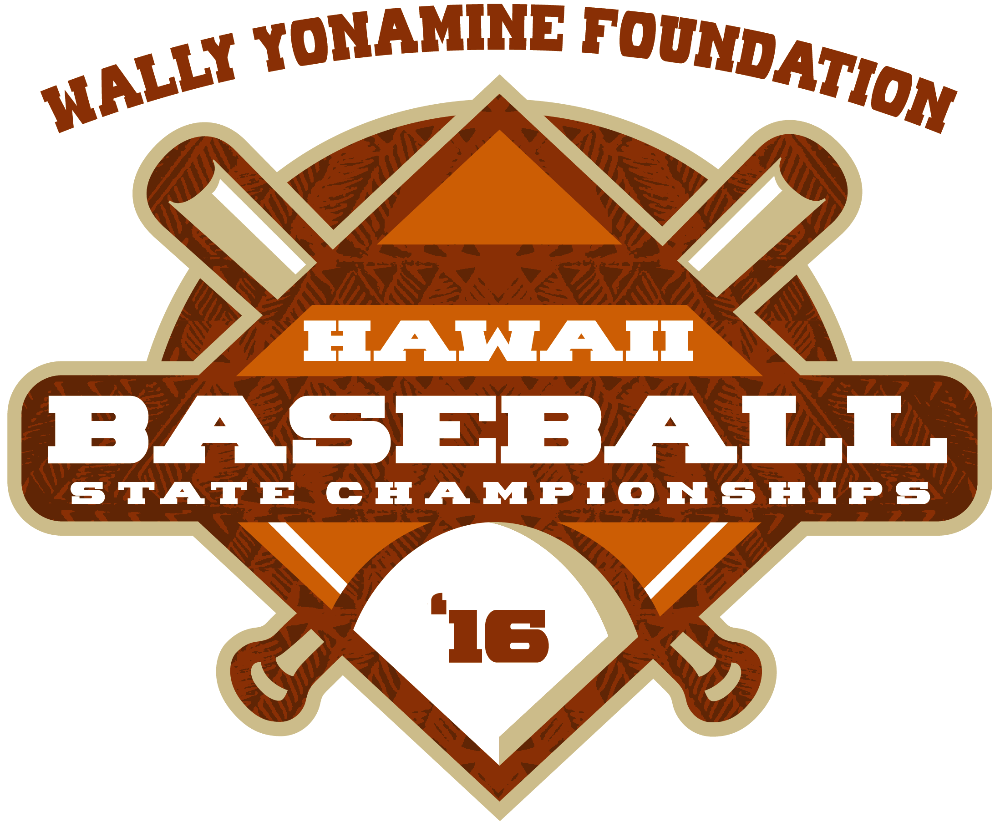 WALLY YONAMINE FOUNDATION
HAWAII
BASEBALL
STATE CHAMPIONSHIPS
‘16